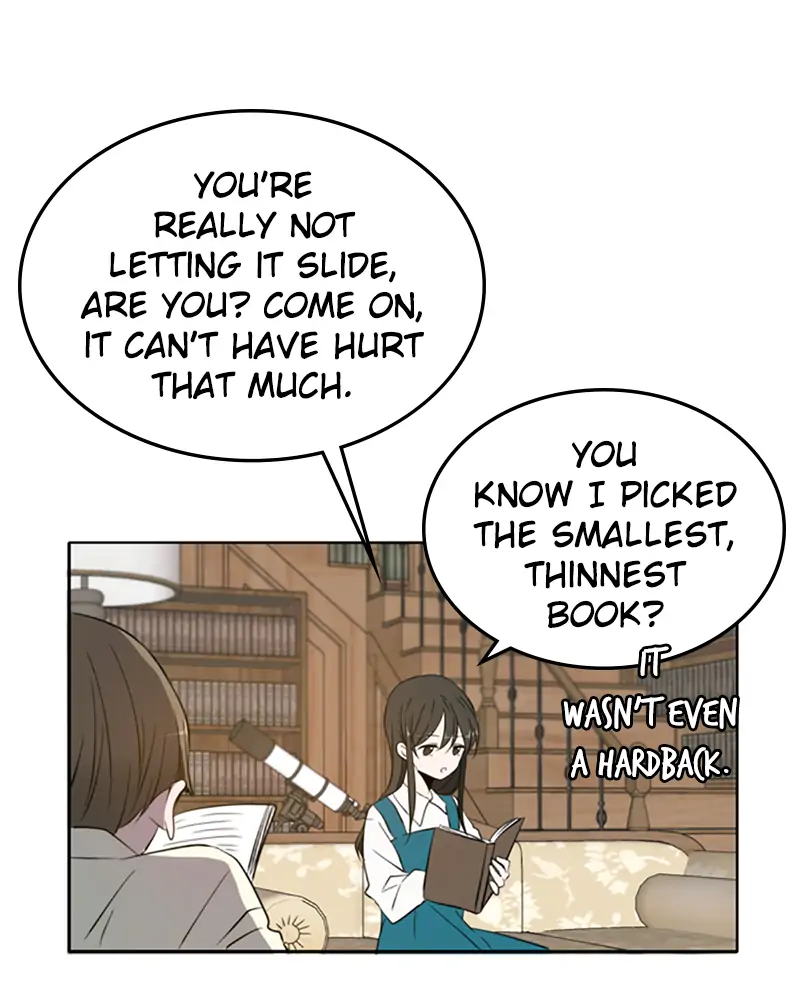 YOU'RE
REALLY NOT
LETTING IT SLIDE,
ARE YOU? COME ON,
IT CAN'T HAVE HURT
THAT MUCH.
YOU
KNOW I PICKED
THE SMALLEST,
THINNEST
BOOK?
IT
WASN'T EVEN
A HARDBACK.